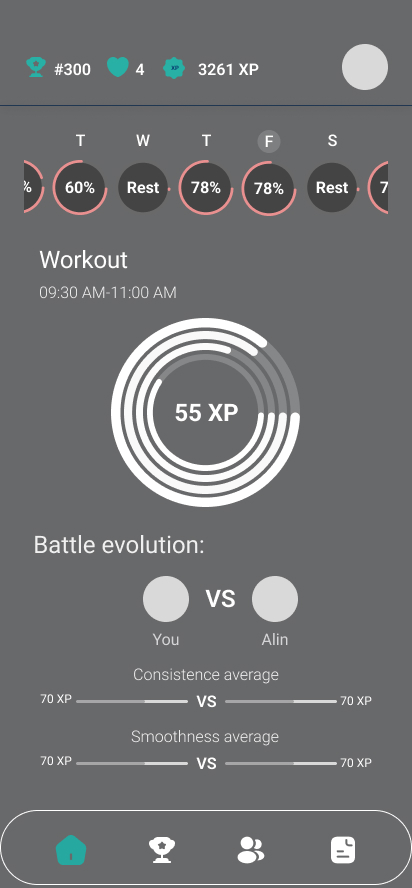 #300 4 XP 3261 XP
T W T F S
% 60% Rest 78% 78% Rest 7
Workout
09:30 AM-11:00 AM
55 XP
Battle evolution:
VS
You Alin
Consistence average
70 XP VS 70 XP
Smoothness average
70 XP VS 70 XP